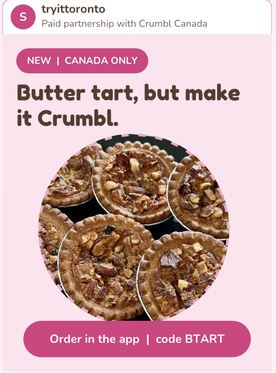 S
tryittoronto
Paid partnership with Crumbl Canada
NEW | CANADA ONLY
Butter tart, but make
it Crumbl.
Order in the app | code BTART